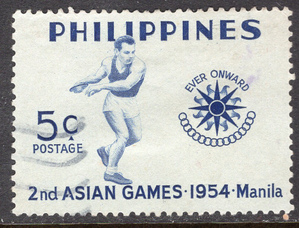 PHILIPPINES
EVER ONWARD
5c
POSTAGE
2nd ASIAN GAMES·1954·Manila